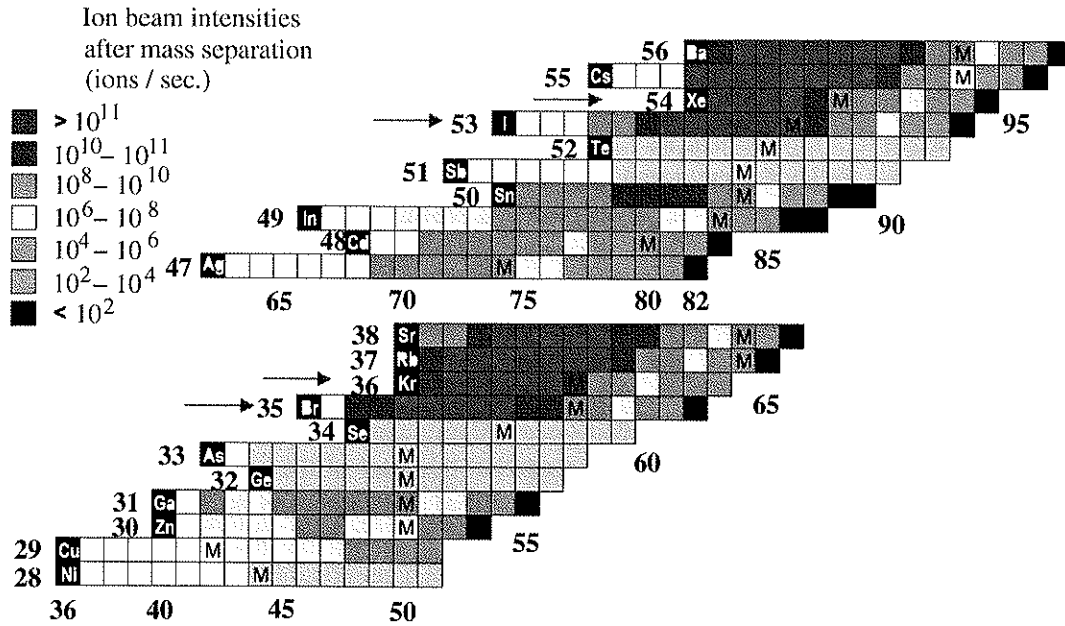 Ion beam intensities
after mass separation
(ions / sec.)
> 10^11
10^10 – 10^11
10^8 – 10^10
10^6 – 10^8
10^4 – 10^6
10^2 – 10^4
< 10^2
56 Ba M
55 Cs M
54 Xe M
95
53 I M
52 Te M
51 Sb M
50 Sn M
90
49 In M
48 Cd M
85
47 Ag M
65 70 75 80 82
38 Sr M
37 Rb M
36 Kr M
65
35 Br M
34 Se M
60
33 As M
32 Ge M
31 Ga M
30 Zn M
55
29 Cu M
28 Ni M
36 40 45 50